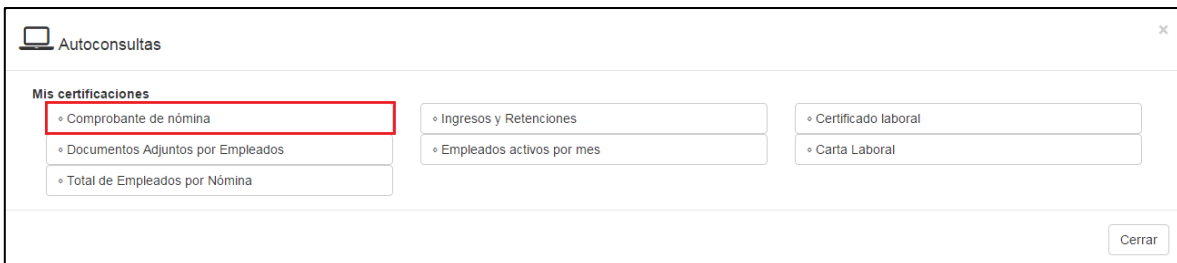 Autoconsultas
×
Mis certificaciones
Comprobante de nómina
Ingresos y Retenciones
Certificado laboral
Documentos Adjuntos por Empleados
Empleados activos por mes
Carta Laboral
Total de Empleados por Nómina
Cerrar